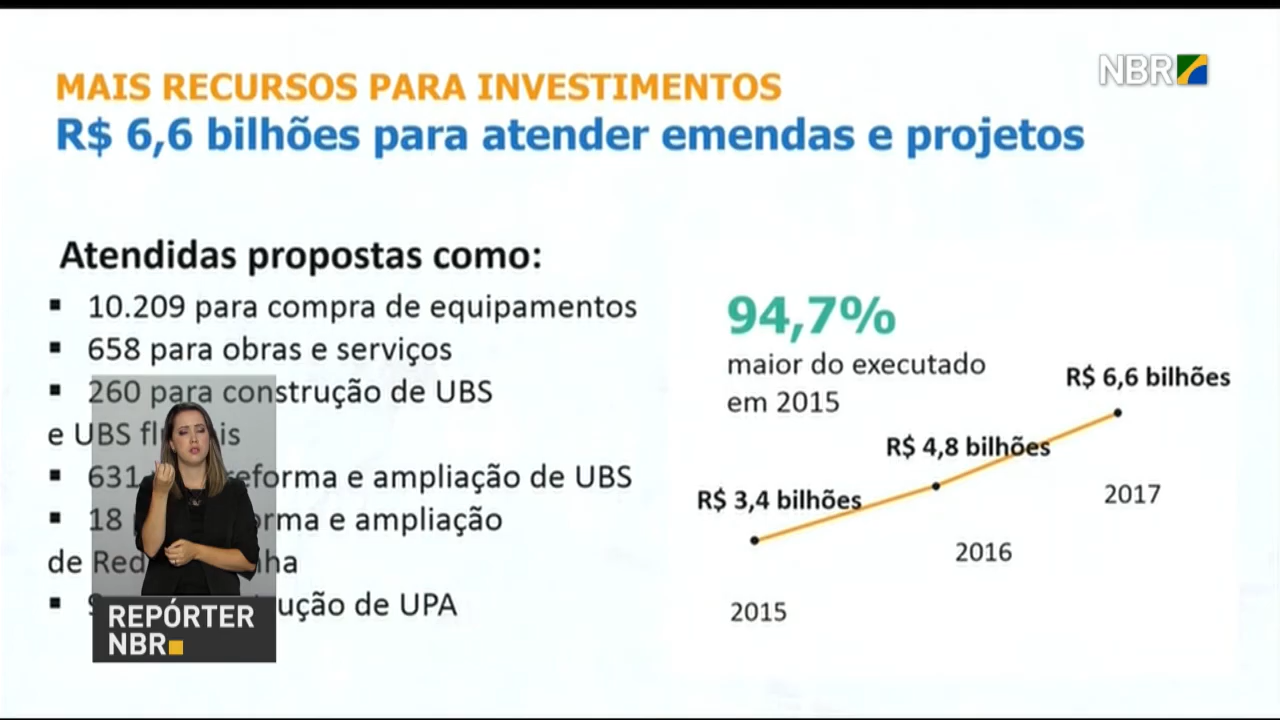 NBR
MAIS RECURSOS PARA INVESTIMENTOS
R$ 6,6 bilhões para atender emendas e projetos
Atendidas propostas como:
▪ 10.209 para compra de equipamentos
▪ 658 para obras e serviços
▪ 260 para construção de UBS
e UBS
▪ 631 reforma e ampliação de UBS
▪ 18 e ampliação
de
▪ de UPA
94,7%
maior do executado
em 2015
R$ 6,6 bilhões
R$ 4,8 bilhões
R$ 3,4 bilhões
2017
2016
2015
REPÓRTER
NBR